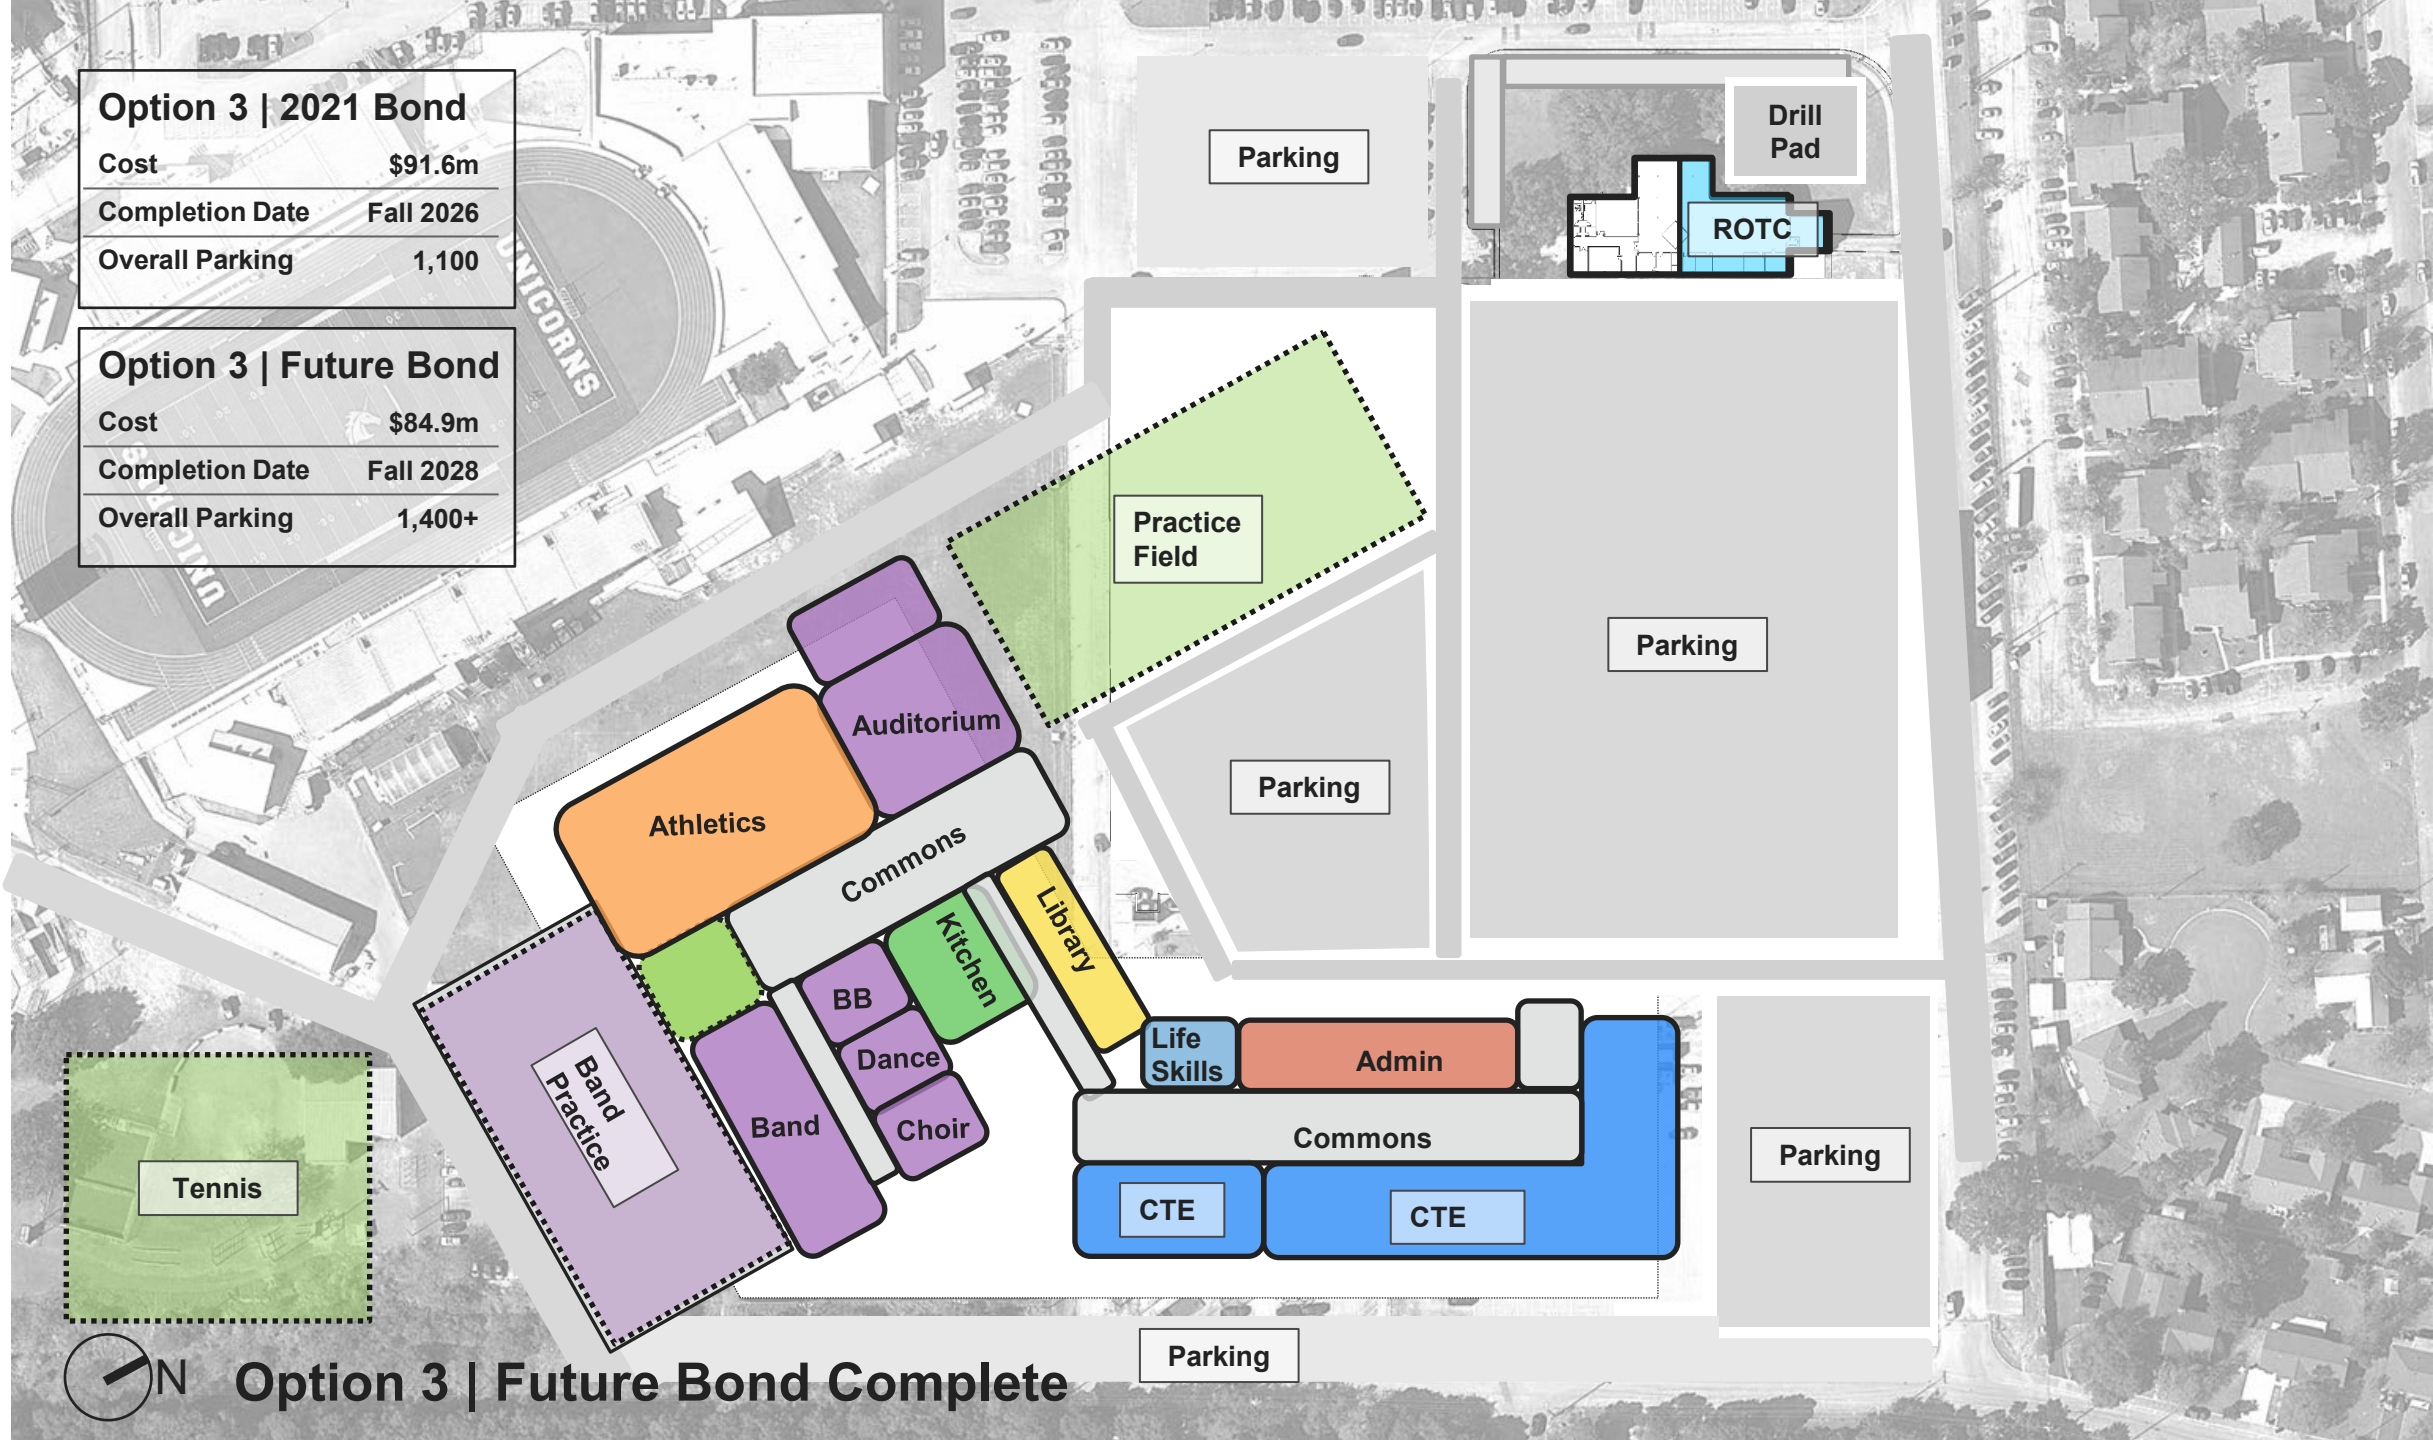 Option 3 | 2021 Bond
Cost $91.6m
Completion Date Fall 2026
Overall Parking 1,100
Option 3 | Future Bond
Cost $84.9m
Completion Date Fall 2028
Overall Parking 1,400+
UNICORNS
UNICORNS
Parking
Drill
Pad
ROTC
Practice
Field
Parking
Parking
Auditorium
Athletics
Commons
Library
Kitchen
BB
Dance
Choir
Band
Band
Practice
Life
Skills
Admin
Commons
CTE
CTE
Parking
Tennis
Parking
N
Option 3 | Future Bond Complete